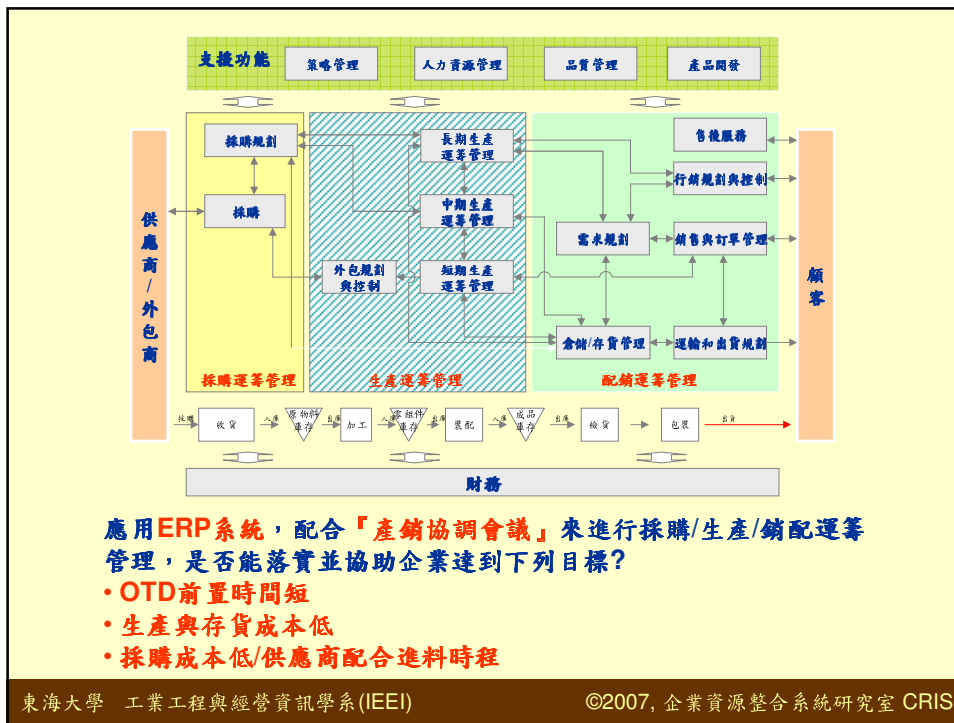 支援功能
策略管理
人力資源管理
品質管理
產品開發
供應商/外包商
採購規劃
採購
採購運籌管理
長期生產
運籌管理
中期生產
運籌管理
外包規劃
與控制
短期生產
運籌管理
生產運籌管理
售後服務
行銷規劃與控制
需求規劃
銷售與訂單管理
倉儲/存貨管理
運輸和出貨規劃
配銷運籌管理
顧客
採購
收貨
入庫
原物料
庫存
出庫
加工
入庫
零組件
庫存
出庫
裝配
入庫
成品
庫存
出庫
檢貨
包裝
出貨
財務
應用ERP系統，配合『產銷協調會議』來進行採購/生產/銷配運籌
管理，是否能落實並協助企業達到下列目標?
• OTD前置時間短
• 生產與存貨成本低
• 採購成本低/供應商配合進料時程
東海大學 工業工程與經營資訊學系(IEEI)
©2007, 企業資源整合系統研究室 CRIS